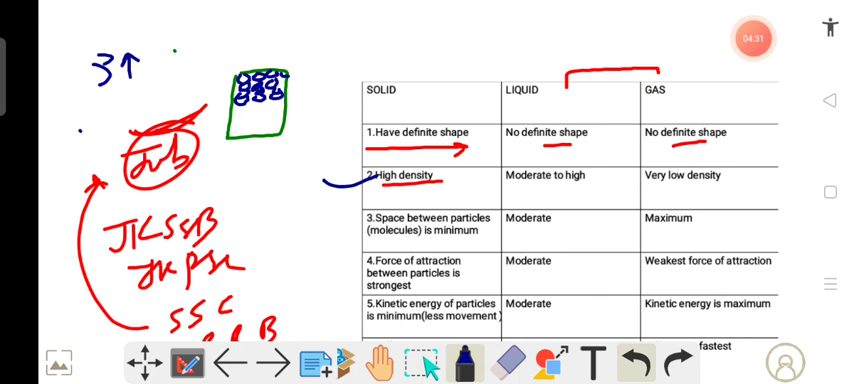 04:31
3↑
Job
JKSSB
JKPSC
SSC
SOLID LIQUID GAS
1.Have definite shape No definite shape No definite shape
2.High density Moderate to high Very low density
3.Space between particles (molecules) is minimum Moderate Maximum
4.Force of attraction between particles is strongest Moderate Weakest force of attraction
5.Kinetic energy of particles is minimum(less movement) Moderate Kinetic energy is maximum
fastest
T